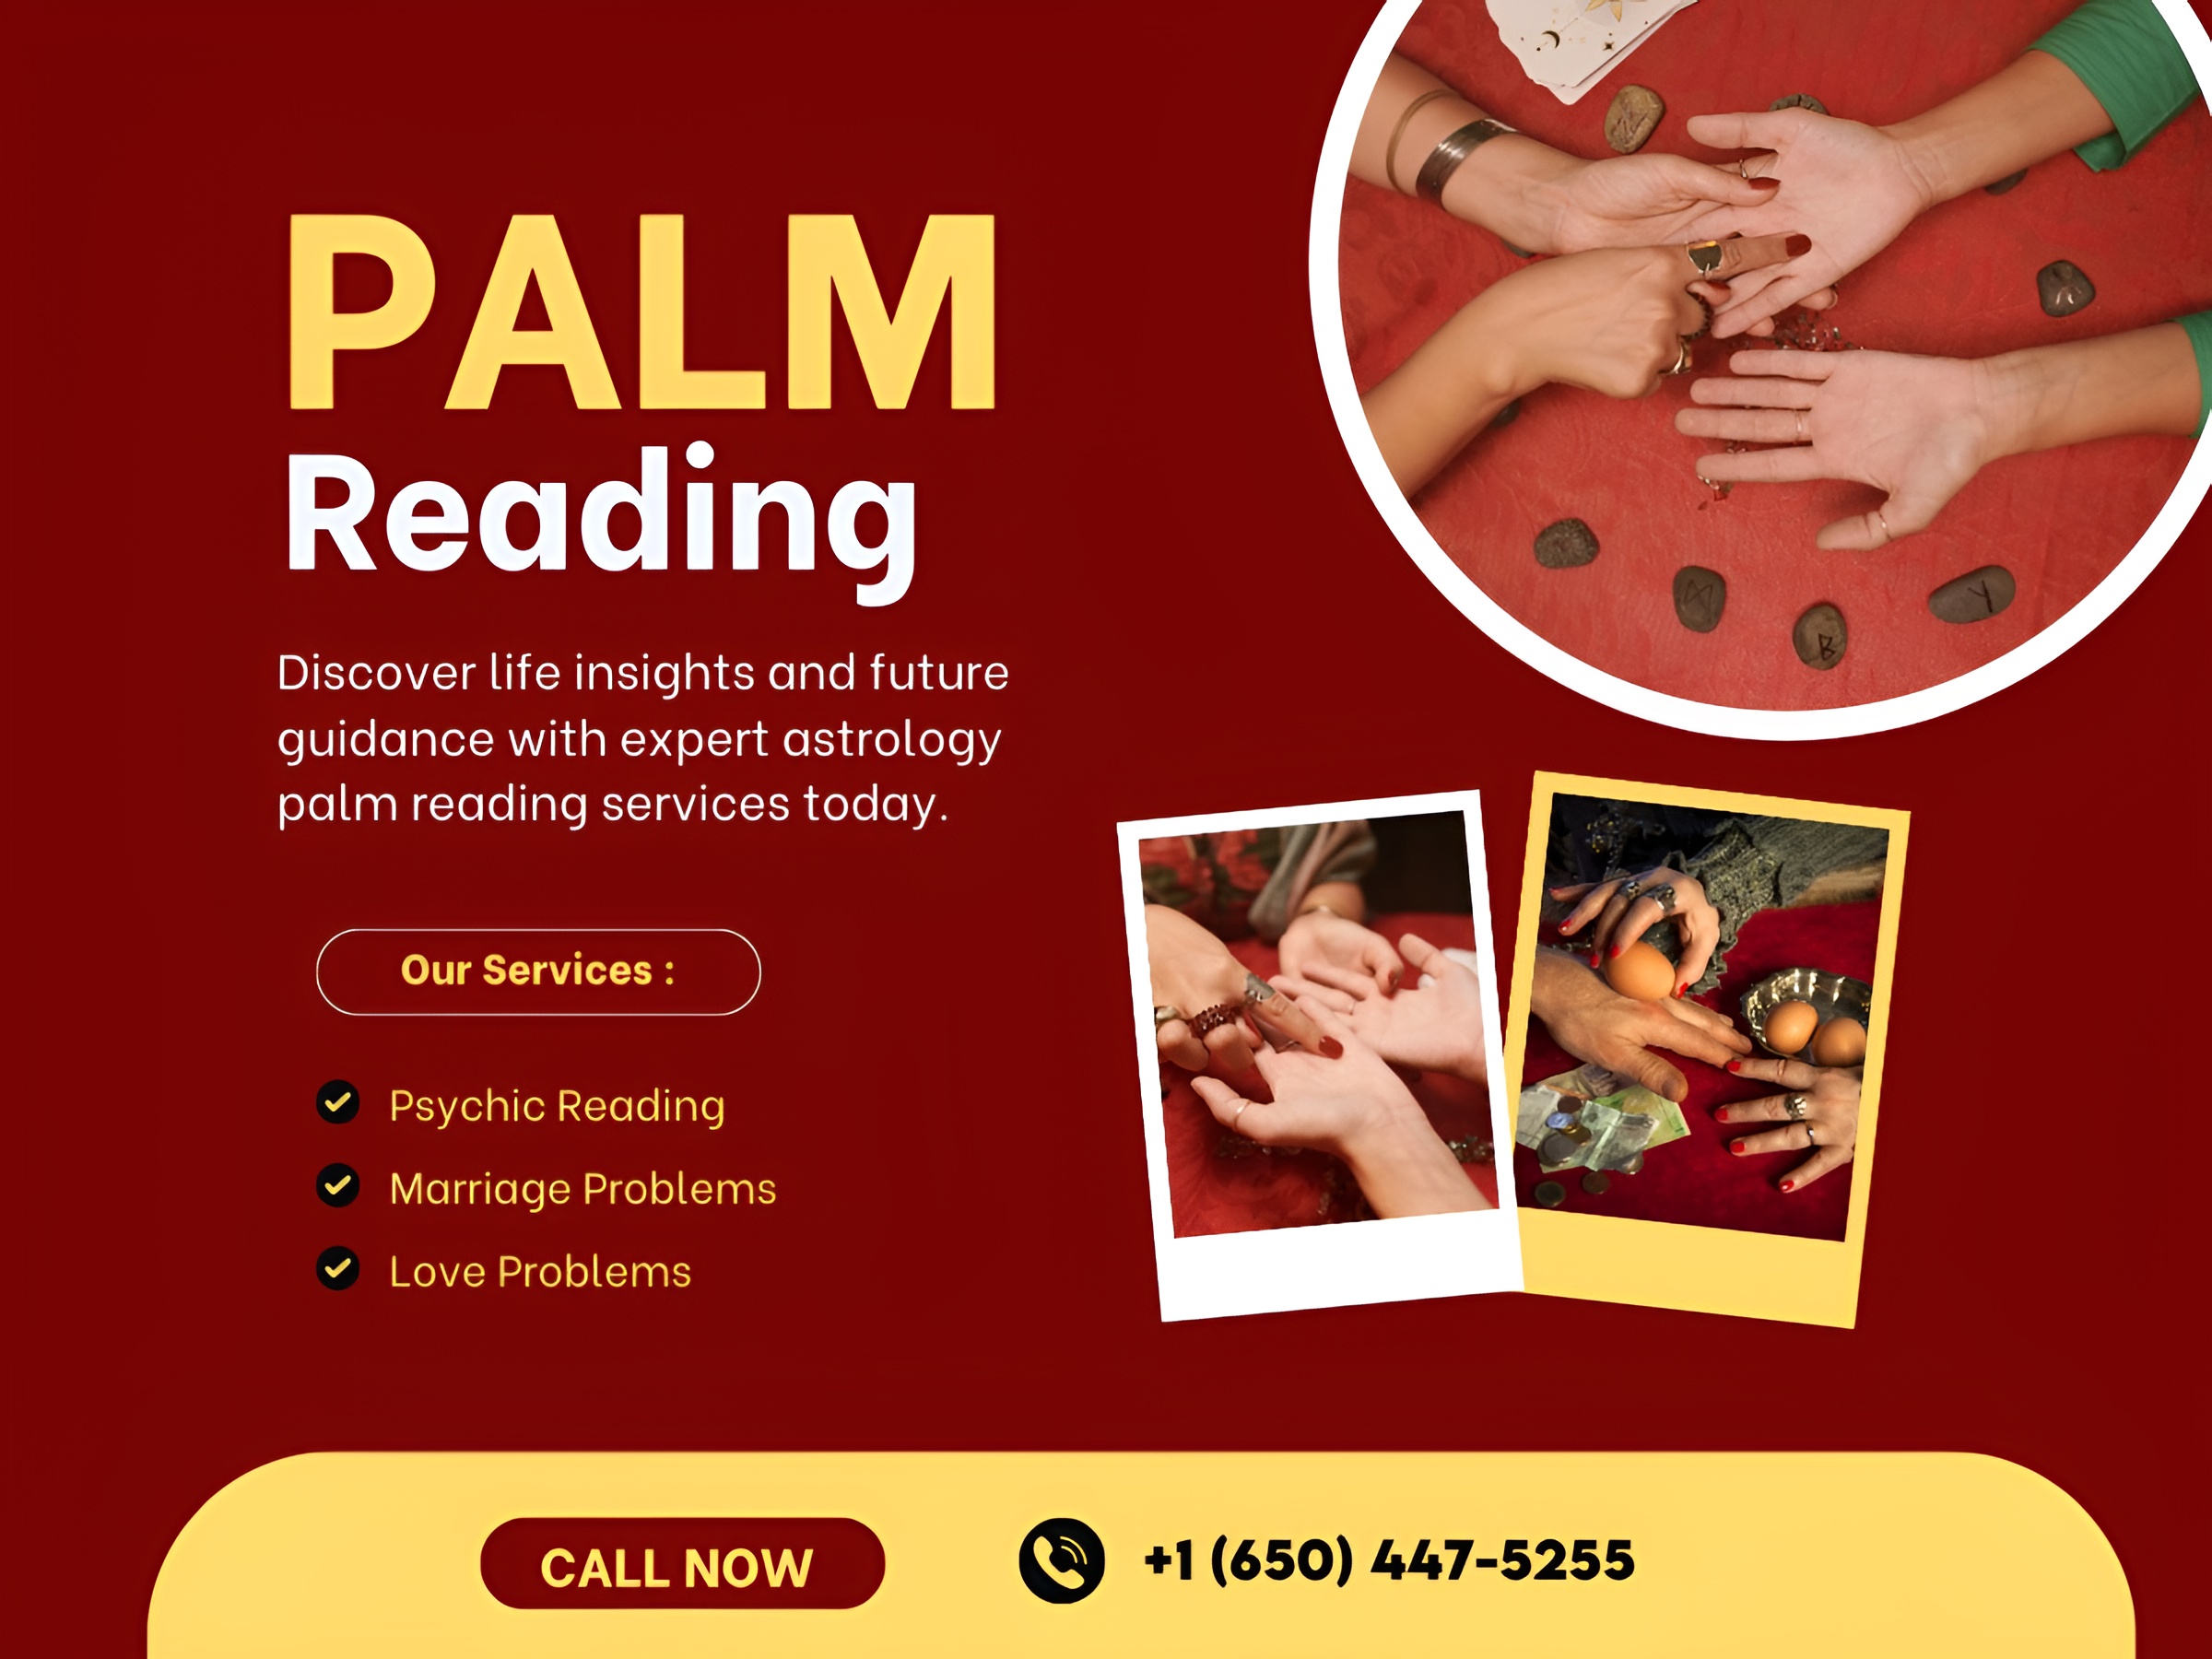 PALM
Reading
Discover life insights and future
guidance with expert astrology
palm reading services today.
Our Services :
Psychic Reading
Marriage Problems
Love Problems
CALL NOW
+1 (650) 447-5255